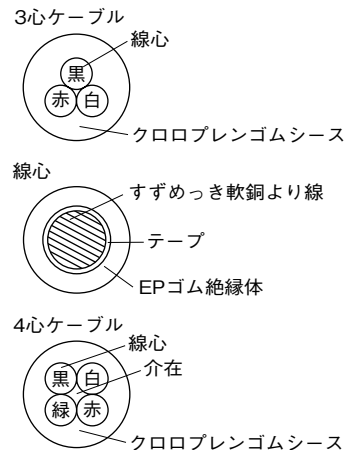 3心ケーブル
線心
黒
赤 白
クロロプレンゴムシース
線心
すずめっき軟銅より線
テープ
EPゴム絶縁体
4心ケーブル
線心
介在
黒 白
緑 赤
クロロプレンゴムシース